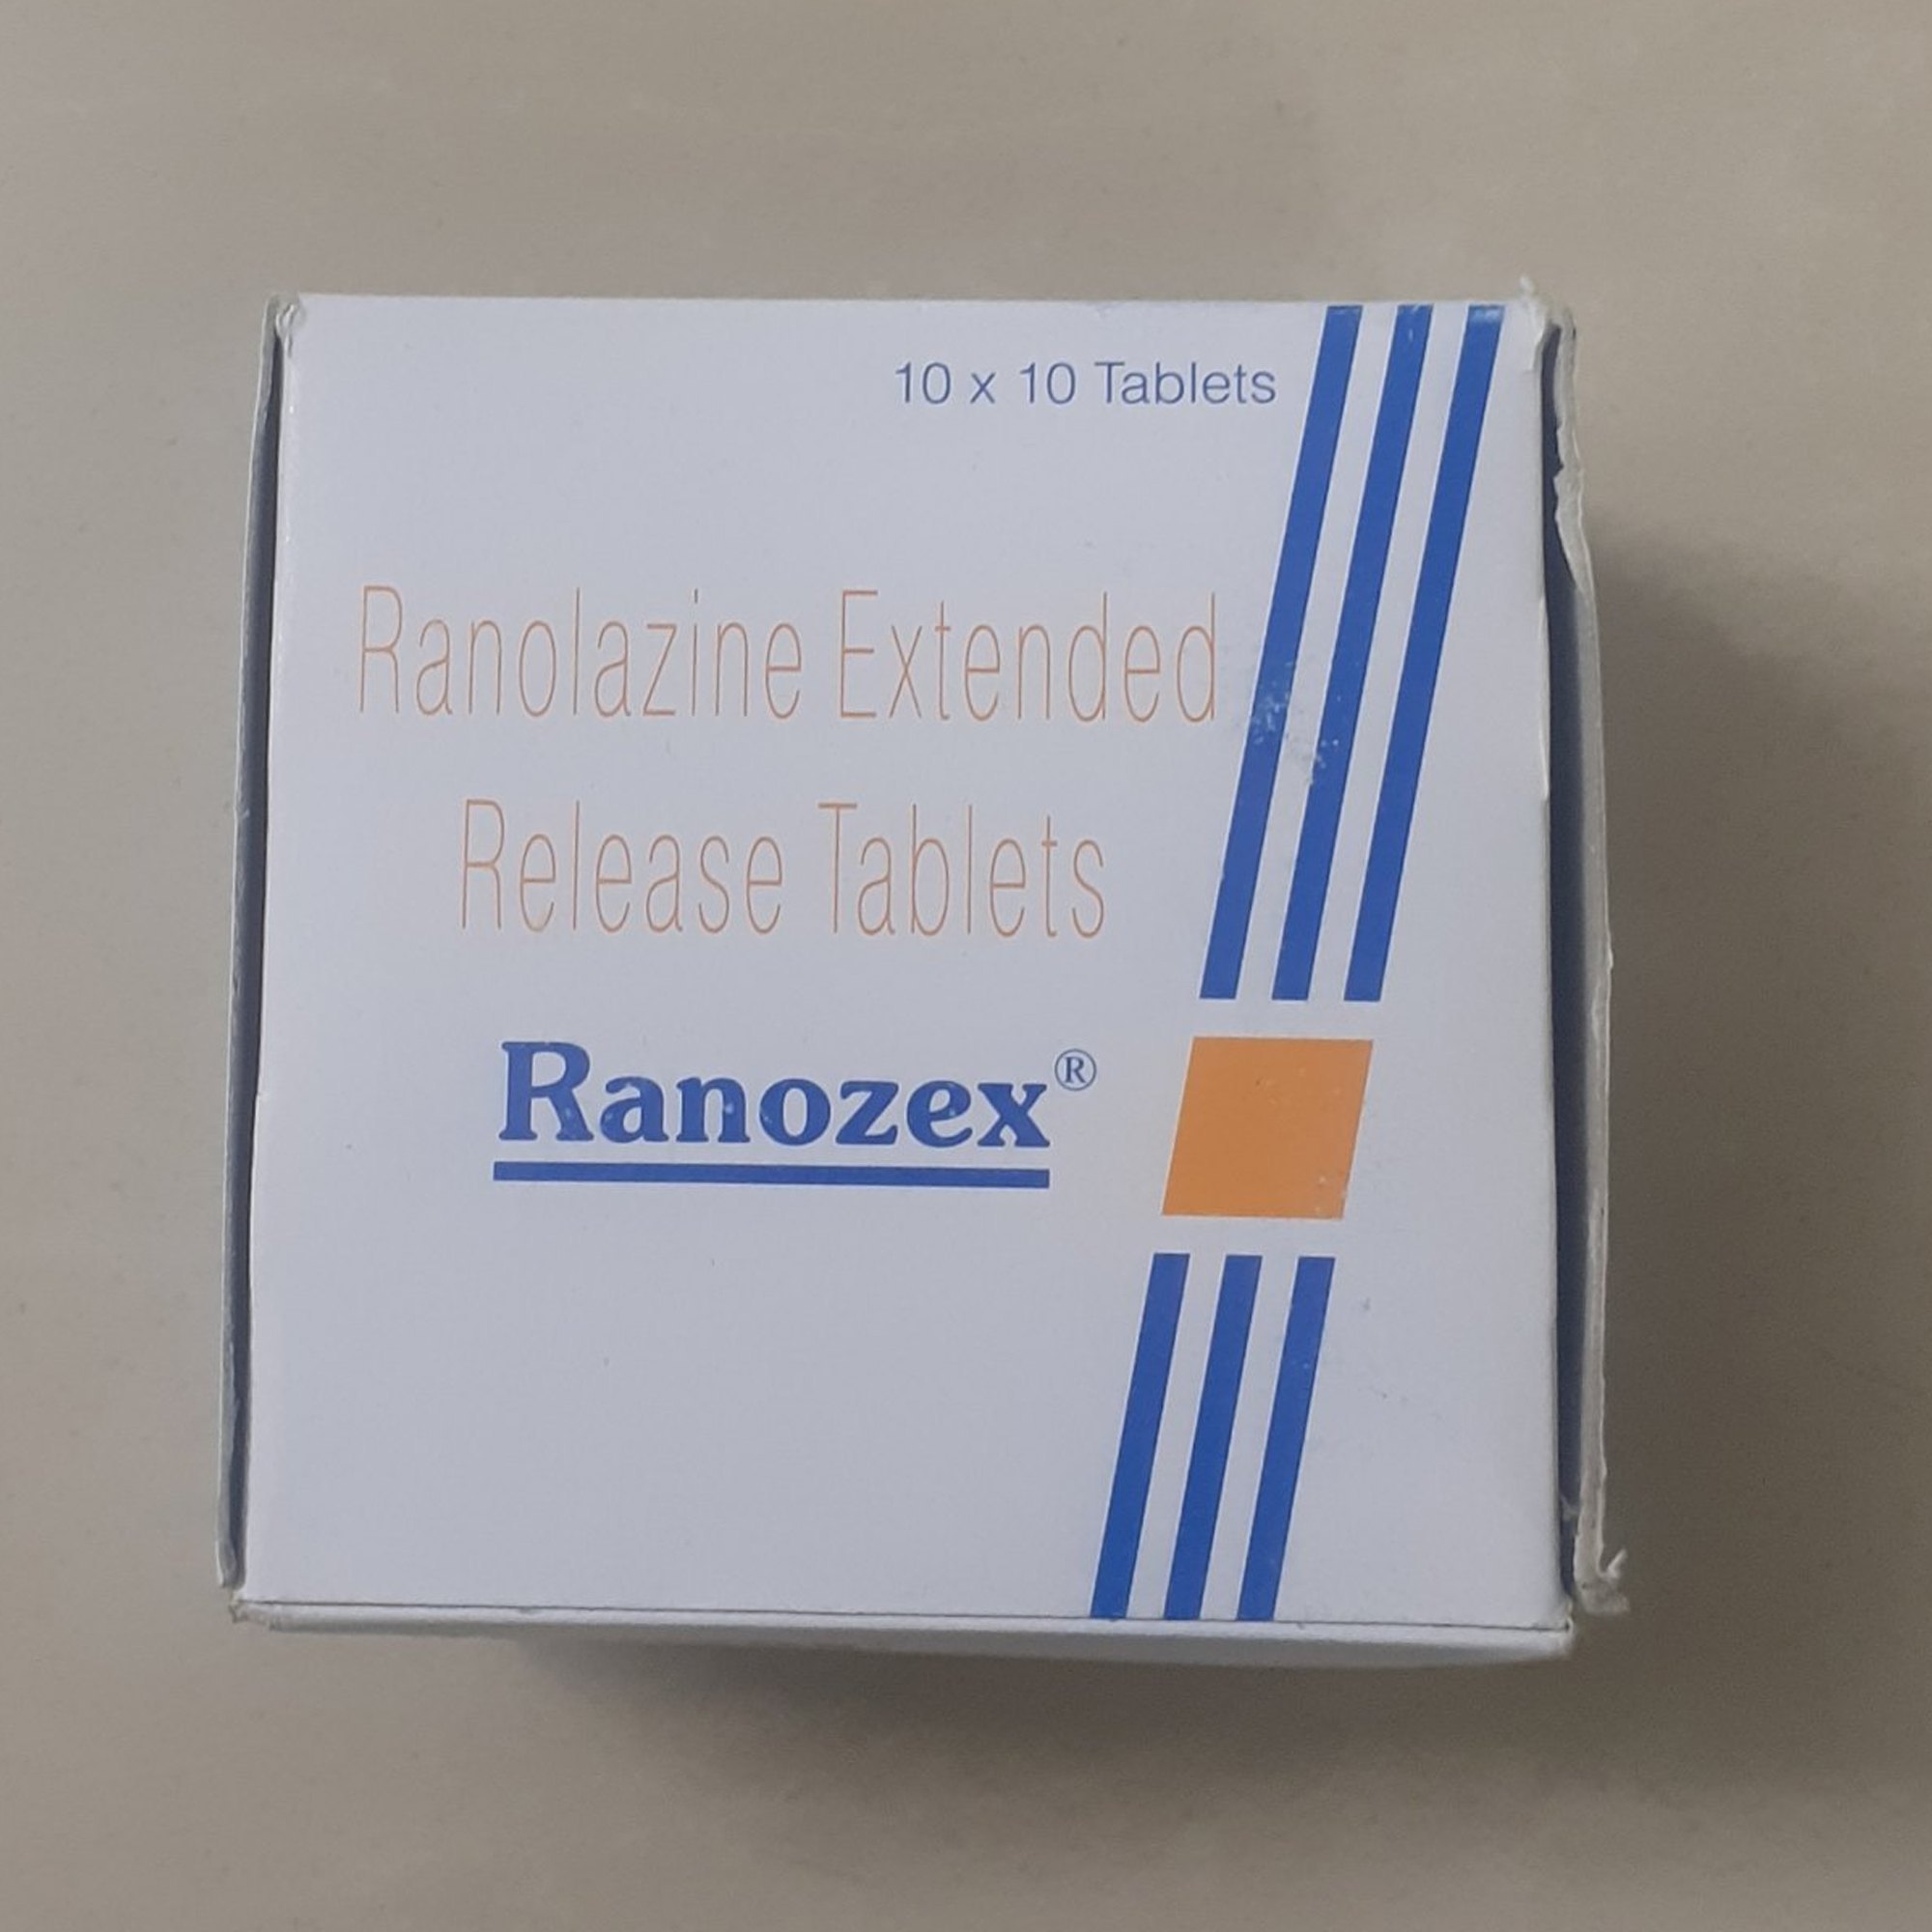 10 x 10 Tablets
Ranolazine Extended
Release Tablets
Ranozex®